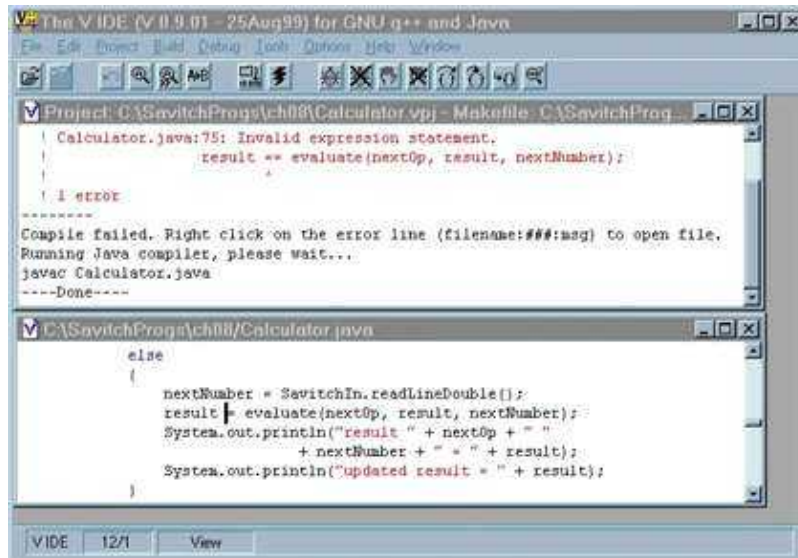 The V IDE (V 0.9.01 - 25Aug99) for GNU g++ and Java
File Edit Project Build Debug Tools Options Help Window
Project: C:\SavitchProgs\ch08\Calculator.vpj - Makefile: C:\SavitchProg...
! Calculator.java:75: Invalid expression statement.
! result == evaluate(nextOp, result, nextNumber);
! ^
! 1 error
--------
Compile failed. Right click on the error line (filename:###:msg) to open file.
Running Java compiler, please wait...
javac Calculator.java
----Done----
C:\SavitchProgs\ch08/Calculator.java
else
{
nextNumber = SavitchIn.readLineDouble();
result = evaluate(nextOp, result, nextNumber);
System.out.println("result " + nextOp + " "
+ nextNumber + " = " + result);
System.out.println("updated result = " + result);
}
V IDE 12/1 View